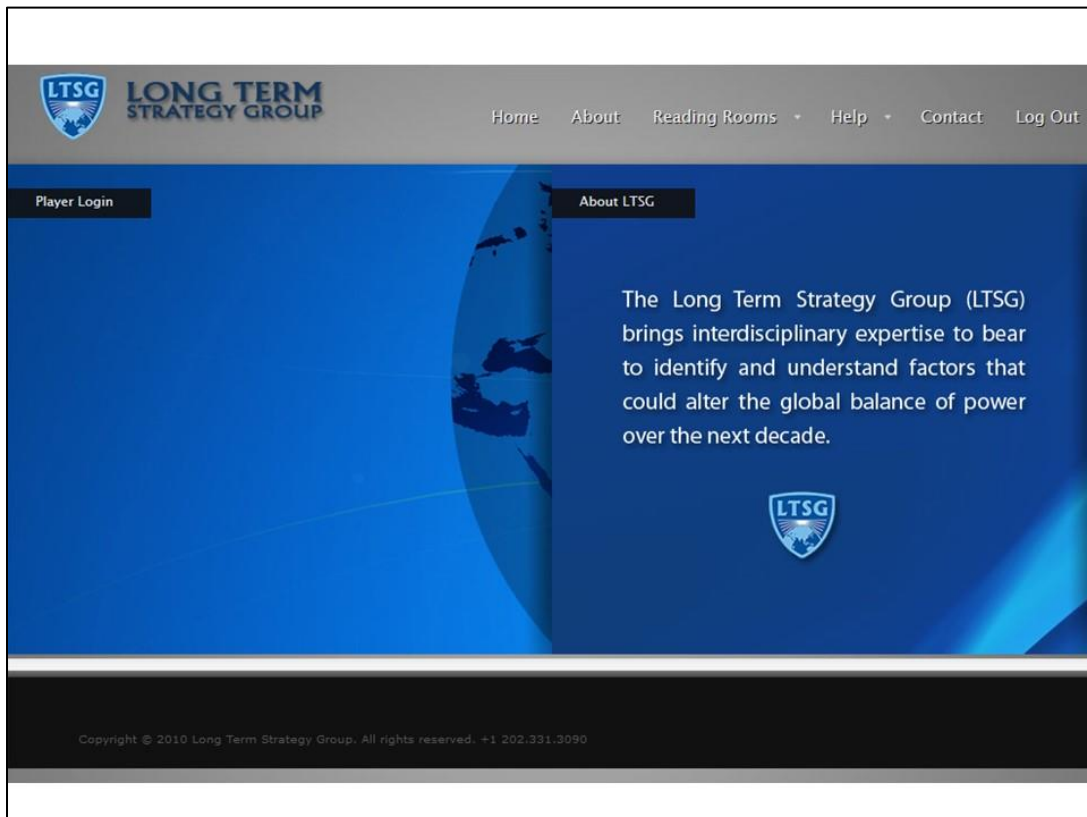 LTSG
LONG TERM
STRATEGY GROUP
Home About Reading Rooms Help Contact Log Out
Player Login
About LTSG
The Long Term Strategy Group (LTSG)
brings interdisciplinary expertise to bear
to identify and understand factors that
could alter the global balance of power
over the next decade.
LTSG
Copyright © 2010 Long Term Strategy Group. All rights reserved. +1 202.331.3090